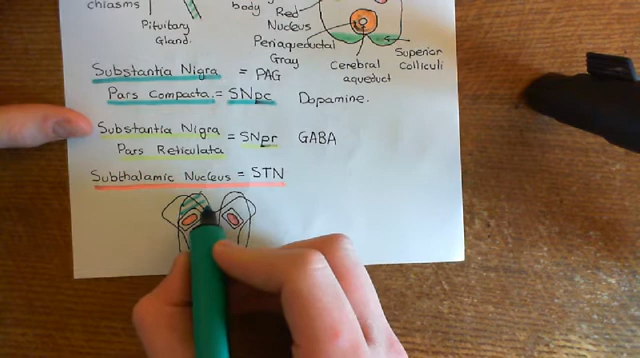 chiasms
Pituitary
Gland.
body
Red
Nucleus
Periaqueductal
Gray
Cerebral
aqueduct
Superior
Colliculi
Substantia Nigra = PAG
Pars Compacta = SNpc Dopamine.
Substantia Nigra
Pars Reticulata = SNpr GABA
Subthalamic Nucleus = STN